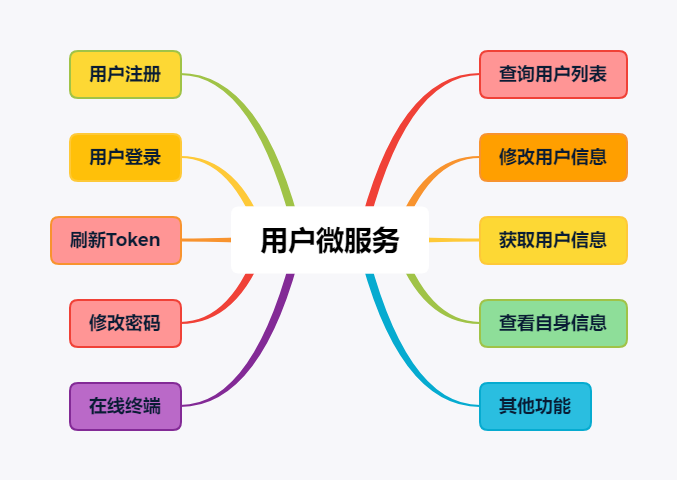 用户注册
用户登录
刷新Token
修改密码
在线终端
用户微服务
查询用户列表
修改用户信息
获取用户信息
查看自身信息
其他功能